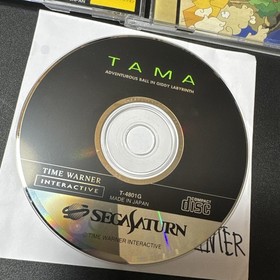 TAMA
ADVENTUROUS BALL IN GIDDY LABYRINTH
TIME WARNER
INTERACTIVE
T-4801G
MADE IN JAPAN
COMPACT
disc
SEGA SATURN
©TIME WARNER INTERACTIVE